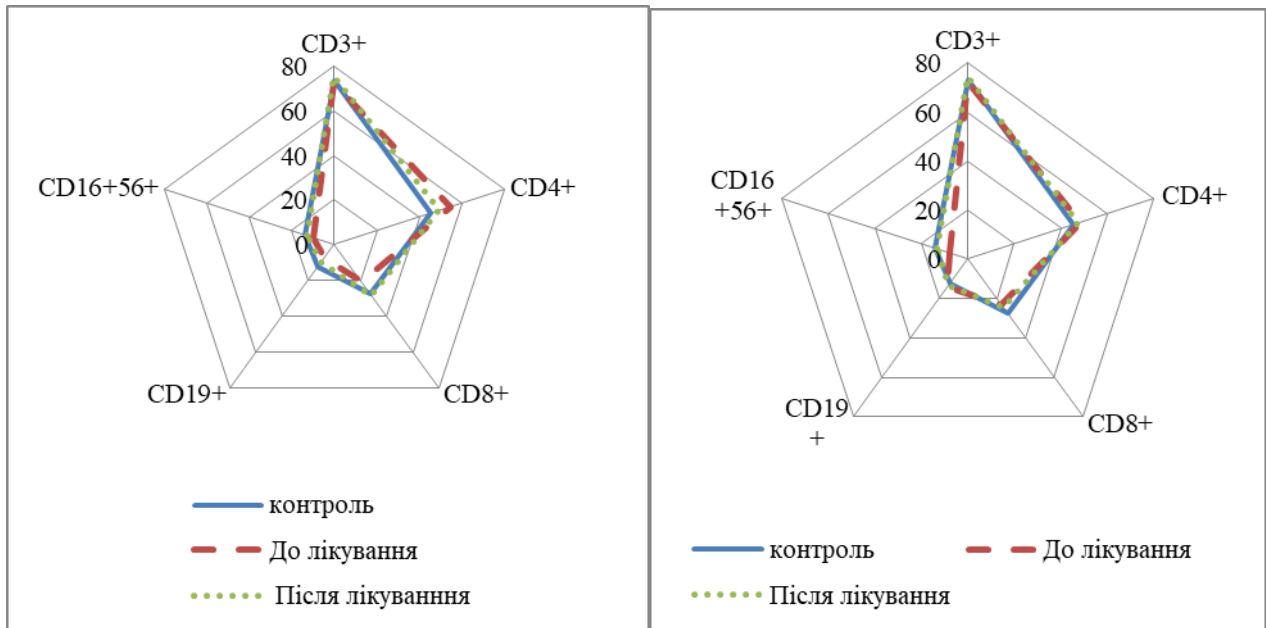 CD3+
80
60
40
20
0
CD16+56+
CD4+
CD19+
CD8+
контроль
До лікування
Після лікуванння
CD3+
80
60
40
20
0
CD16
+56+
CD4+
CD19
+
CD8+
контроль
До лікування
Після лікування